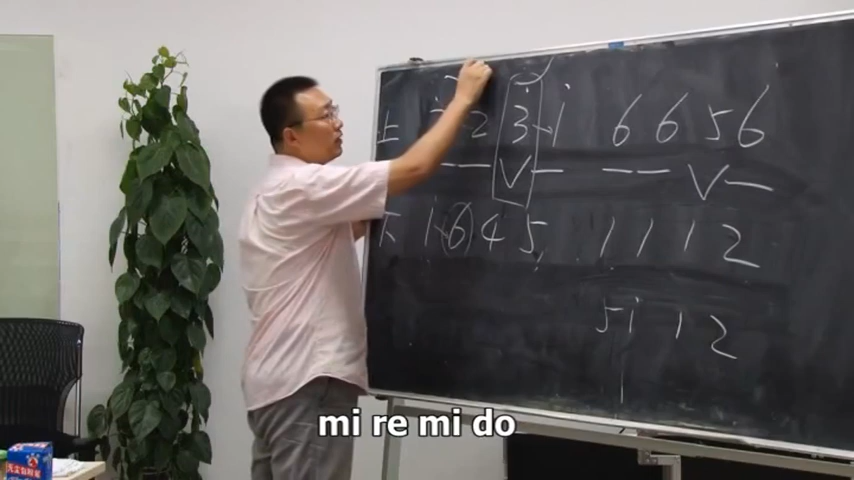 上 2 3 1 6 6 5 6
— — V — — — V —
下 1 6 4 5 1 1 1 2
5 1 1 2
mi re mi do